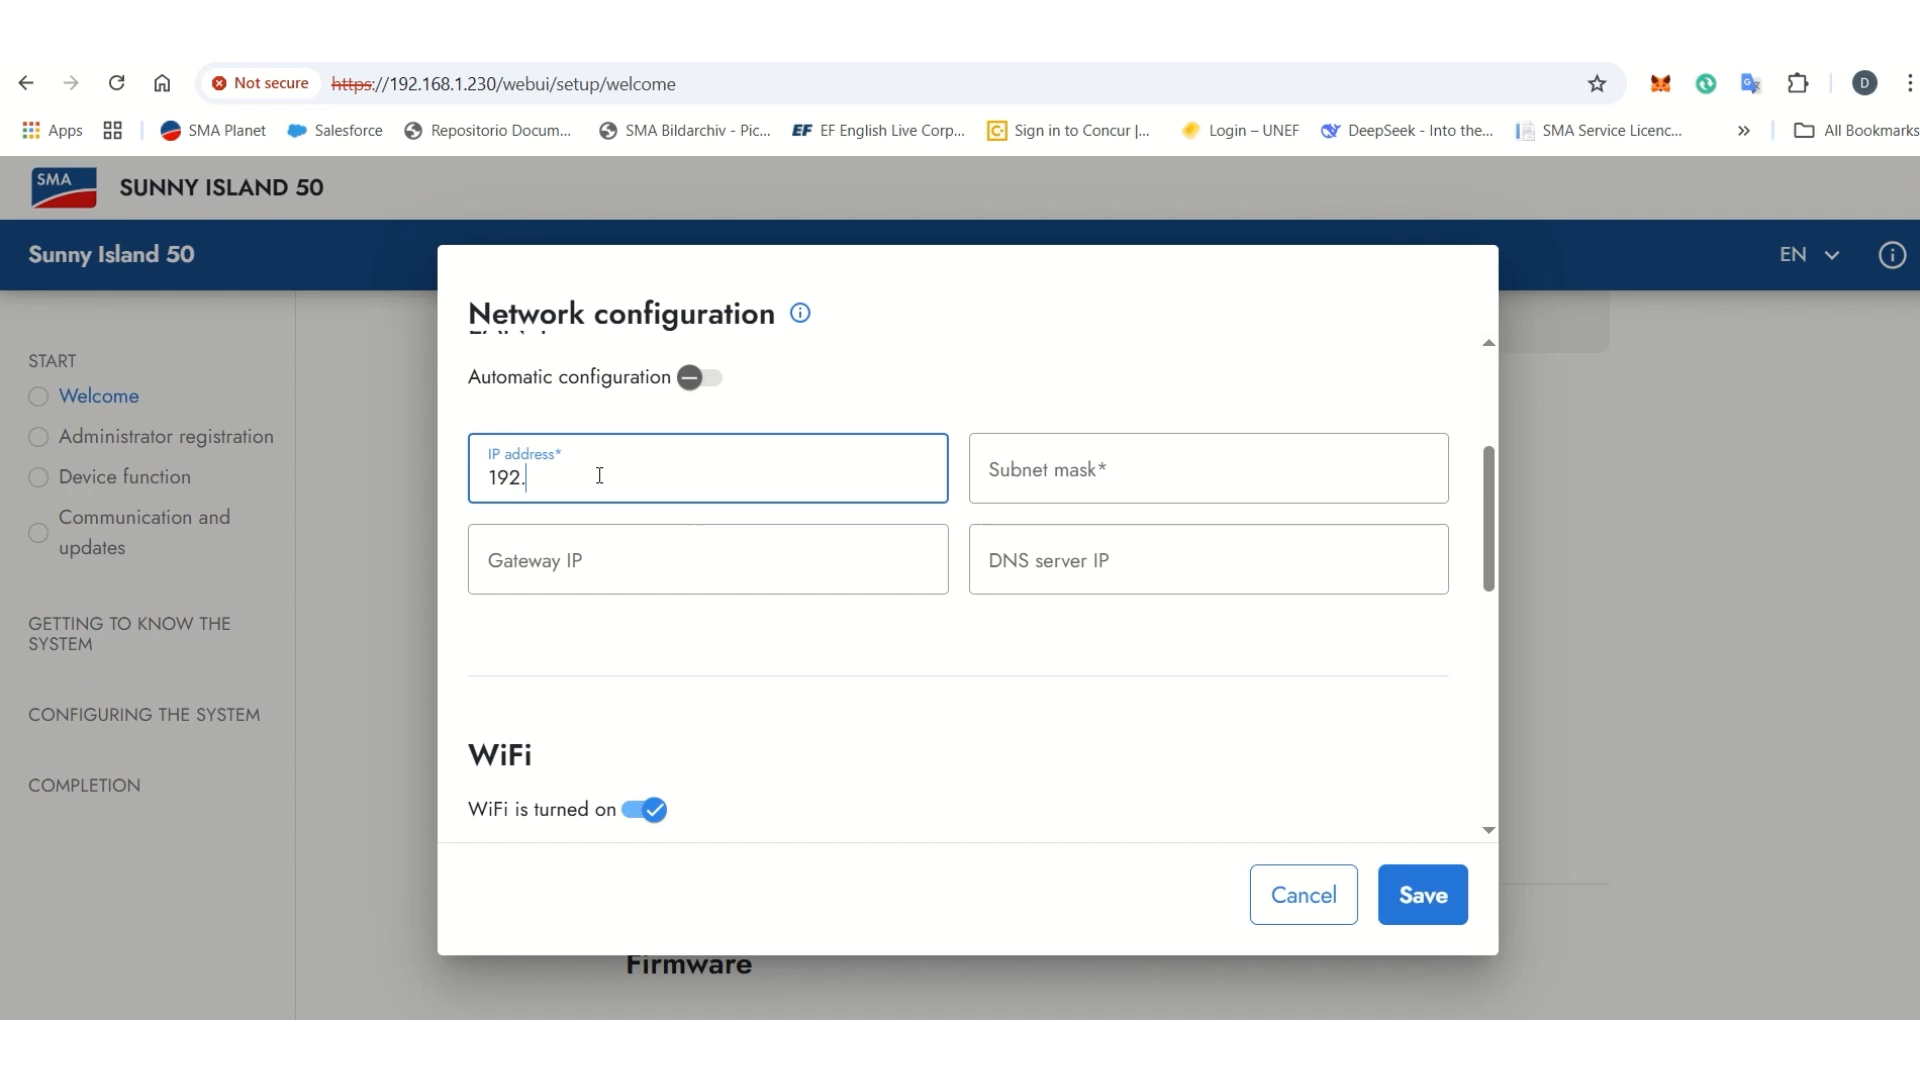 Not secure https://192.168.1.230/webui/setup/welcome D
Apps SMA Planet Salesforce Repositorio Docum... SMA Bildarchiv - Pic... EF EF English Live Corp... Sign in to Concur |... Login – UNEF DeepSeek - Into the... SMA Service Licenc... » All Bookmarks
SMA SUNNY ISLAND 50
Sunny Island 50 EN
START
Welcome
Administrator registration
Device function
Communication and
updates
GETTING TO KNOW THE
SYSTEM
CONFIGURING THE SYSTEM
COMPLETION
Network configuration
Automatic configuration
IP address*
192.
Subnet mask*
Gateway IP
DNS server IP
WiFi
WiFi is turned on
Cancel
Save
Firmware